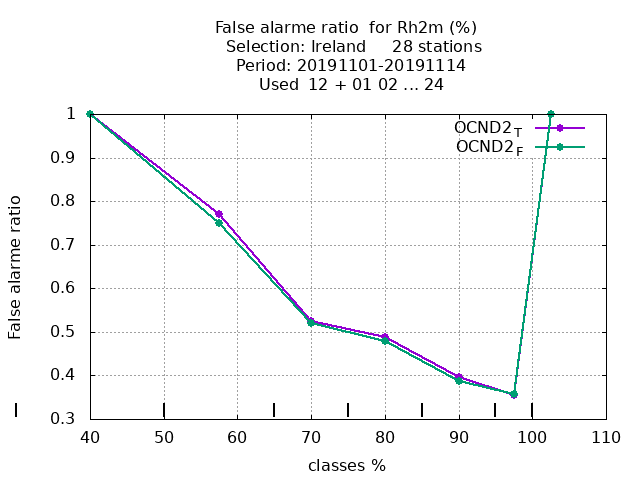 False alarme ratio  for Rh2m (%)
Selection: Ireland     28 stations
Period: 20191101-20191114
Used  12 + 01 02 ... 24
OCND2T
OCND2F
False alarme ratio
1
0.9
0.8
0.7
0.6
0.5
0.4
0.3
40 50 60 70 80 90 100 110
classes %